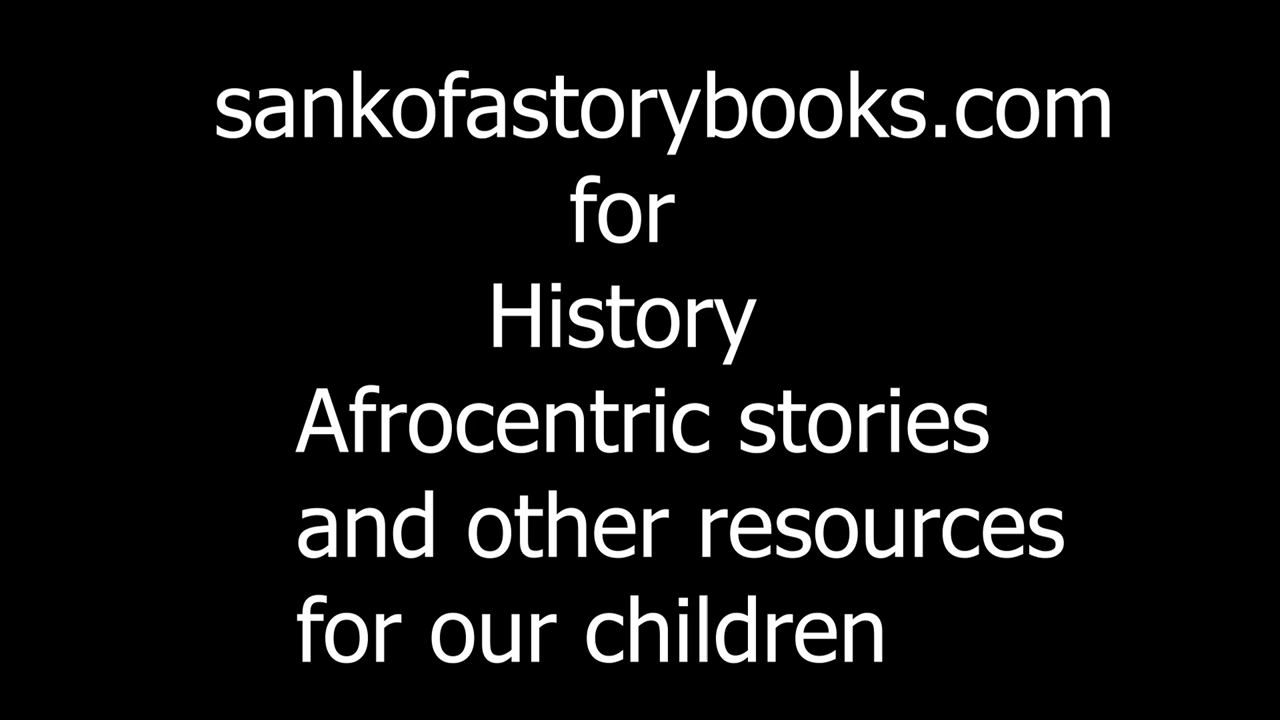 sankofastorybooks.com
for
History
Afrocentric stories
and other resources
for our children